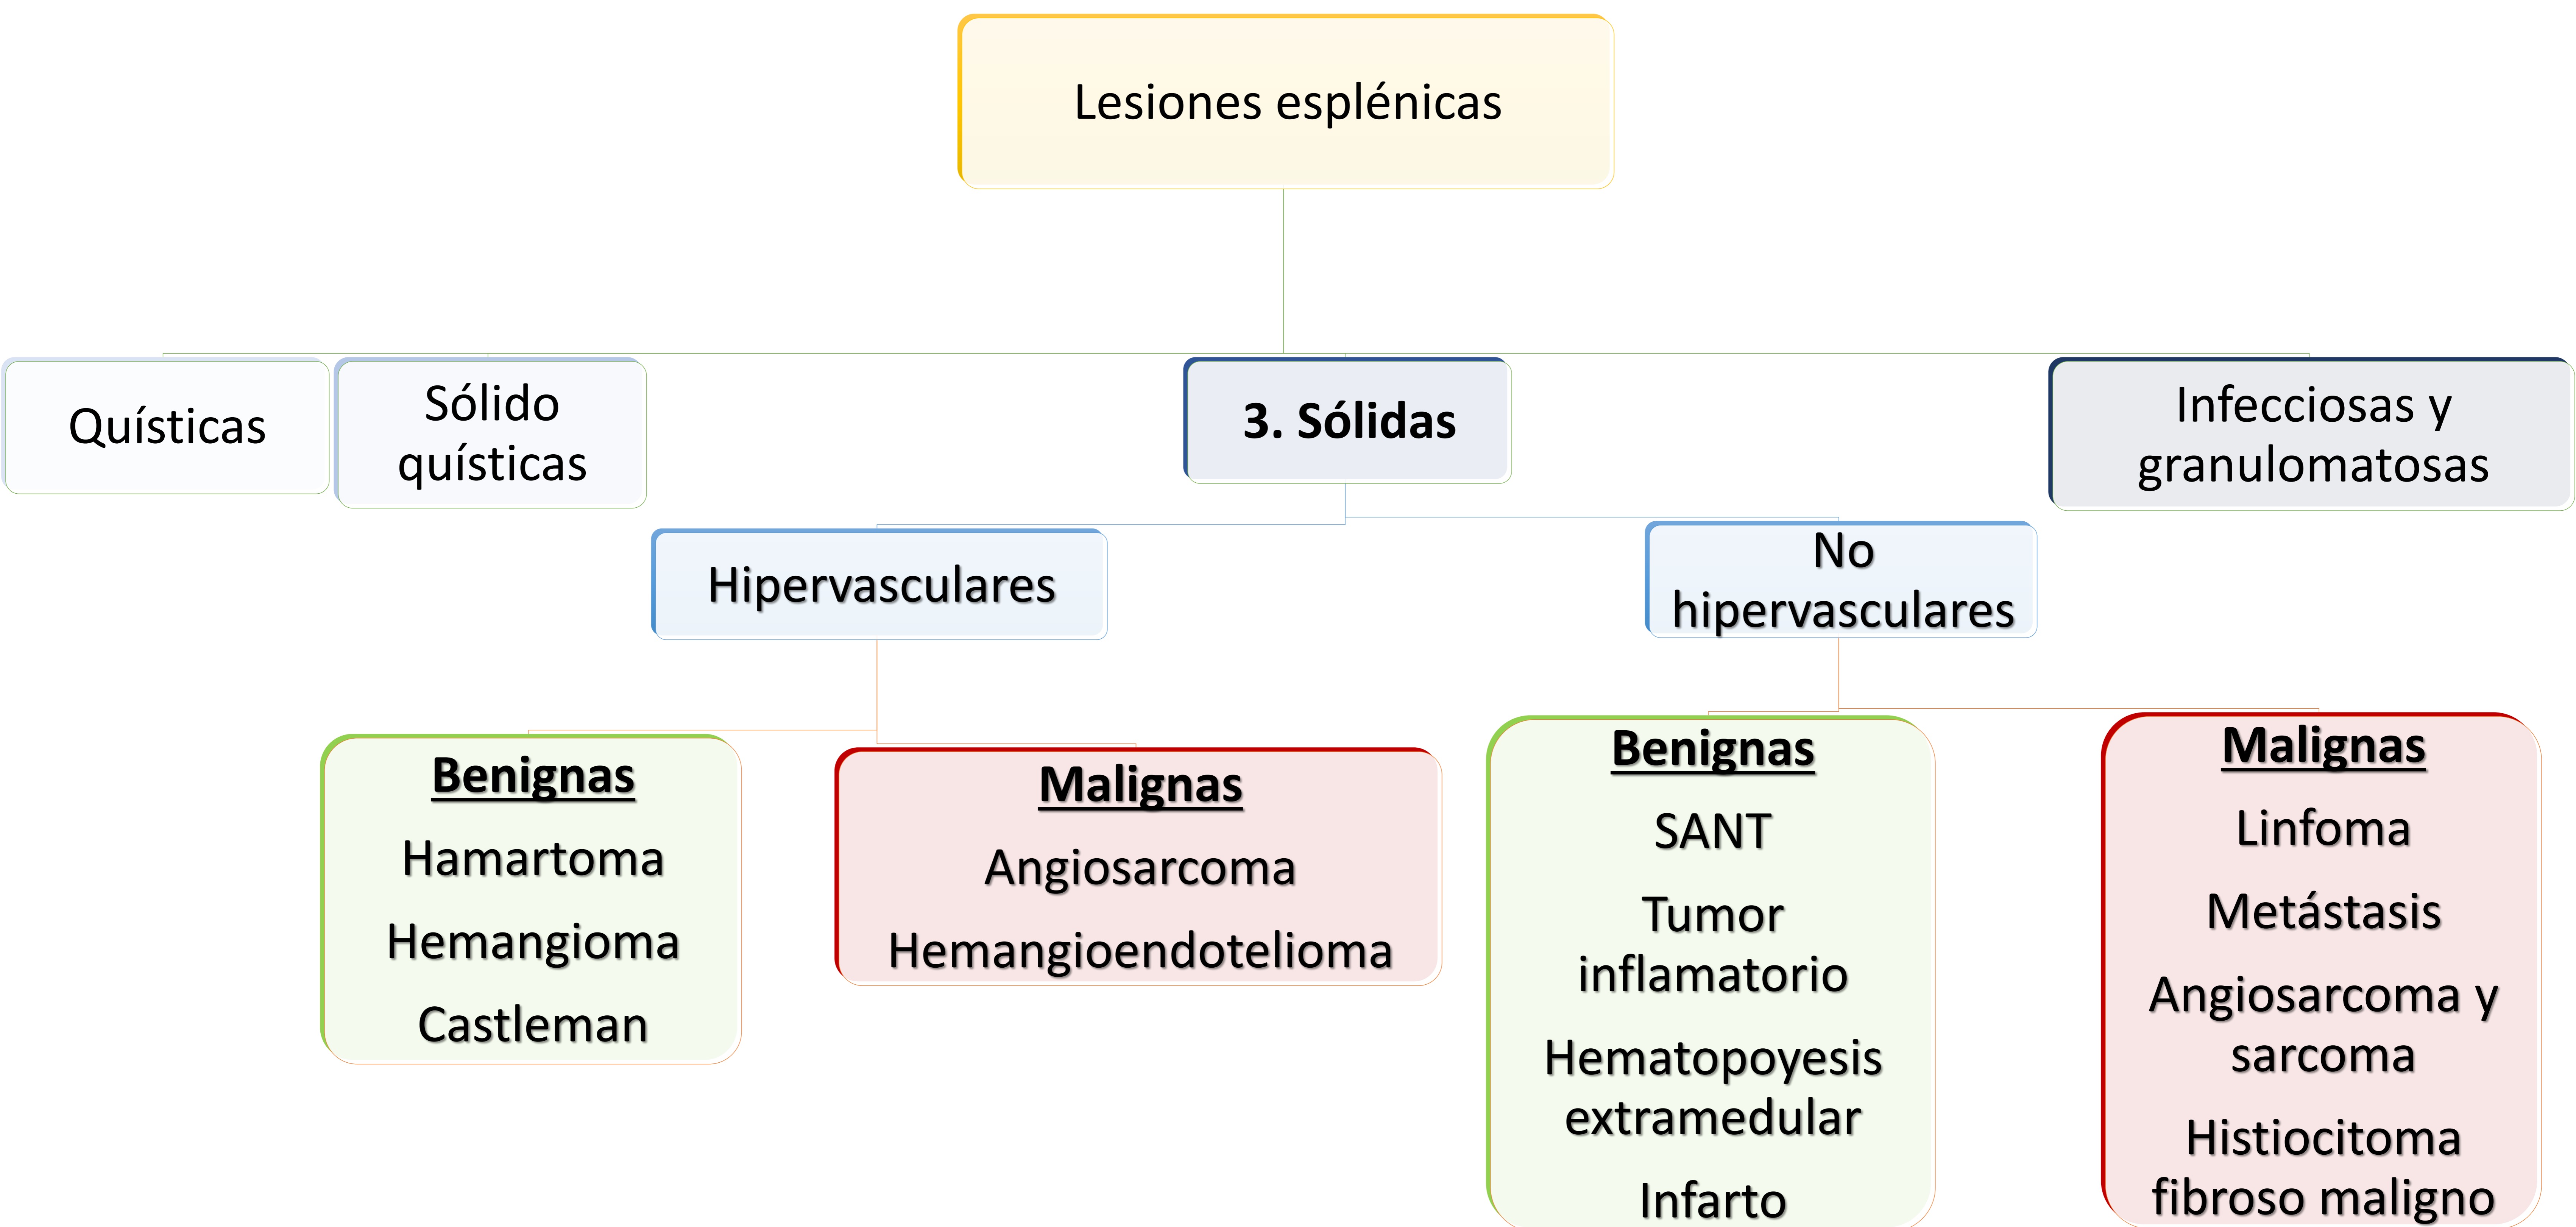 Lesiones esplénicas
Quísticas
Sólido
quísticas
3. Sólidas
Infecciosas y
granulomatosas
Hipervasculares
No
hipervasculares
Benignas
Hamartoma
Hemangioma
Castleman
Malignas
Angiosarcoma
Hemangioendotelioma
Benignas
SANT
Tumor
inflamatorio
Hematopoyesis
extramedular
Infarto
Malignas
Linfoma
Metástasis
Angiosarcoma y
sarcoma
Histiocitoma
fibroso maligno